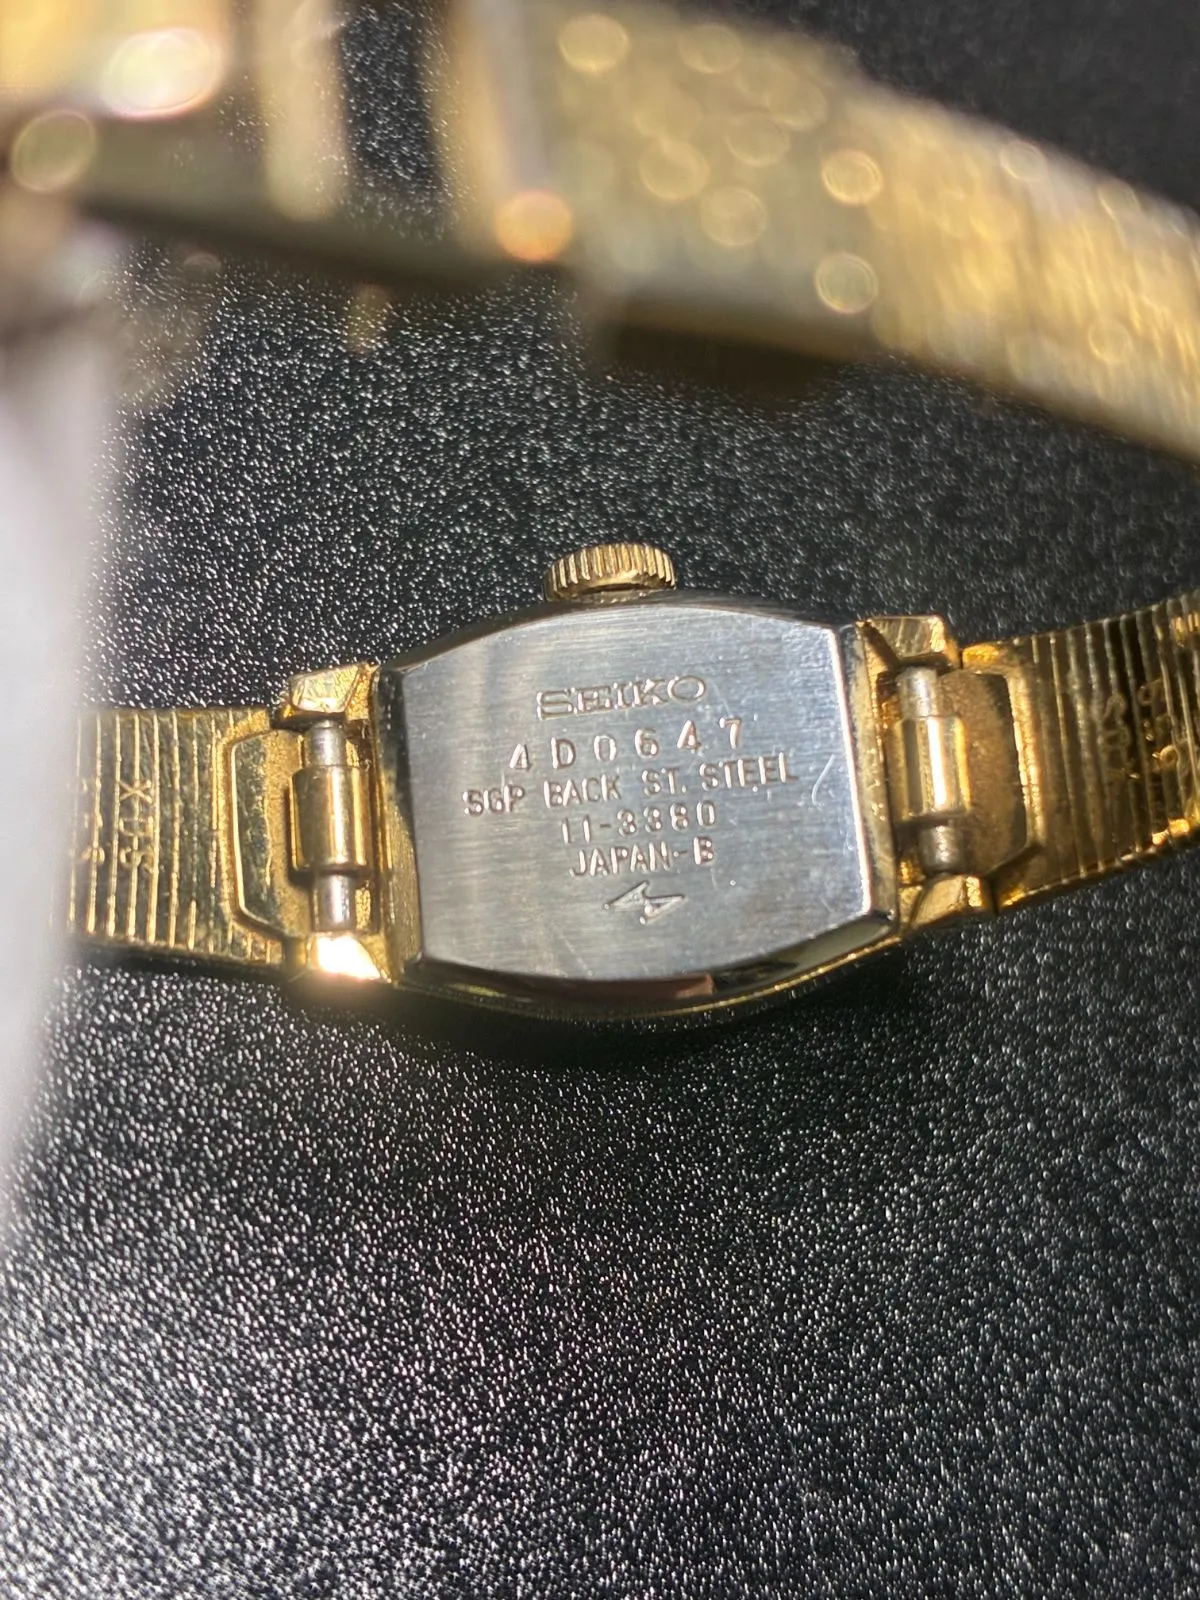 SEIKO
4D0647
SGP BACK ST. STEEL
11-3380
JAPAN-B